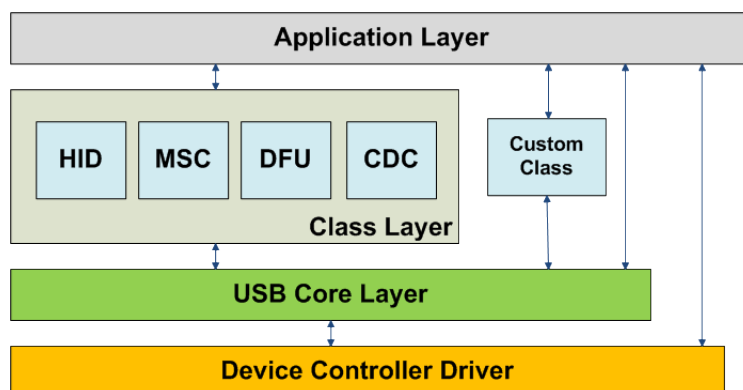 Application Layer
HID MSC DFU CDC
Custom
Class
Class Layer
USB Core Layer
Device Controller Driver